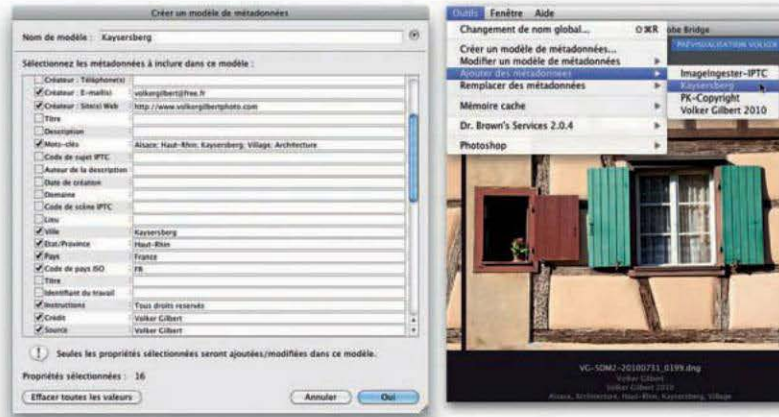 Créer un modèle de métadonnées
Nom de modèle : Kaysersberg
Sélectionnez les métadonnées à inclure dans ce modèle :
Créateur : Téléphone(s)
Créateur : E-mail(s) volkergilbert@free.fr
Créateur : Site(s) Web http://www.volkergilbertphoto.com
Titre
Description
Mots-clés Alsace; Haut-Rhin; Kaysersberg; Village; Architecture
Code de sujet IPTC
Auteur de la description
Date de création
Domaine
Code de scène IPTC
Lieu
Ville Kaysersberg
Etat/Province Haut-Rhin
Pays France
Code de pays ISO FR
Titre
Identifiant du travail
Instructions Tous droits reservés
Crédit Volker Gilbert
Source Volker Gilbert
Seules les propriétés sélectionnées seront ajoutées/modifiées dans ce modèle.
Propriétés sélectionnées : 16
Effacer toutes les valeurs Annuler Oui
Outils Fenêtre Aide
Changement de nom global... ⇧⌘R
Créer un modèle de métadonnées...
Modifier un modèle de métadonnées
Ajouter des métadonnées
Remplacer des métadonnées
Mémoire cache
Dr. Brown's Services 2.0.4
Photoshop
obe Bridge
PRÉVISUALISATION VOLKER
ImageIngester-IPTC
Kaysersberg
PK-Copyright
Volker Gilbert 2010
VG-5DM2-20100731_0199.dng
Volker Gilbert
Volker Gilbert 2010
Alsace, Architecture, Haut-Rhin, Kaysersberg, Village